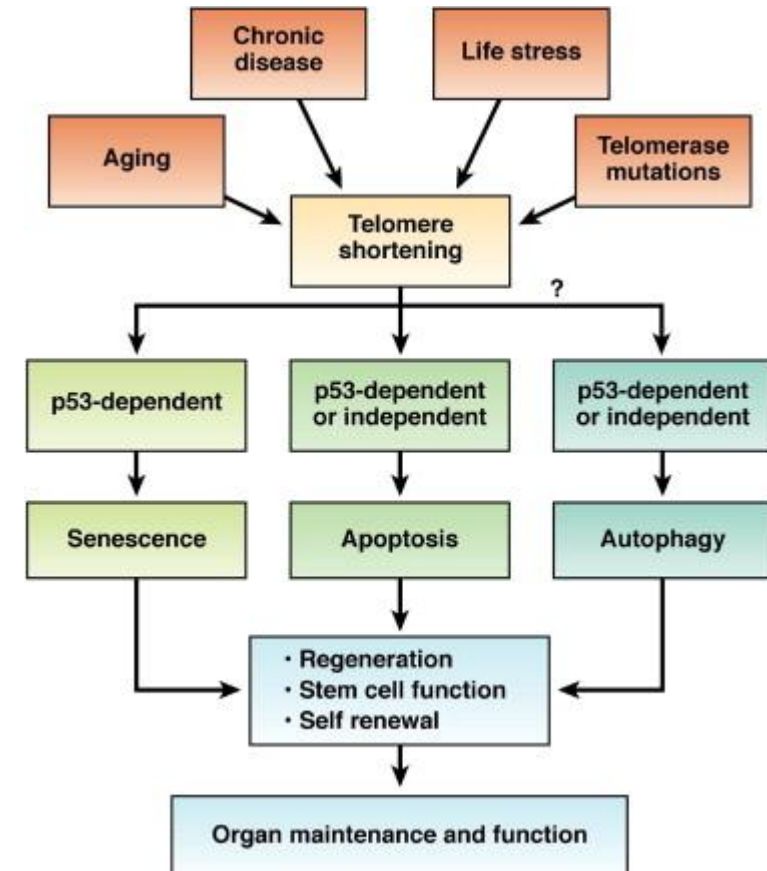 Chronic
disease
Life stress
Aging
Telomerase
mutations
Telomere
shortening
?
p53-dependent
p53-dependent
or independent
p53-dependent
or independent
Senescence
Apoptosis
Autophagy
· Regeneration
· Stem cell function
· Self renewal
Organ maintenance and function